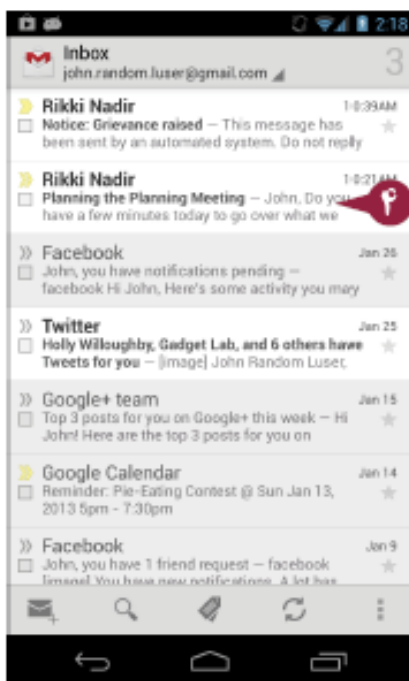 2:18
Inbox
john.random.luser@gmail.com
3
Rikki Nadir 10:39AM
Notice: Grievance raised — This message has
been sent by an automated system. Do not reply
Rikki Nadir 10:21AM
Planning the Planning Meeting — John, Do you
have a few minutes today to go over what we
۴
Facebook Jan 26
John, you have notifications pending —
facebook Hi John, Here's some activity you may
Twitter Jan 25
Holly Willoughby, Gadget Lab, and 6 others have
Tweets for you — [image] John Random Luser,
Google+ team Jan 15
Top 3 posts for you on Google+ this week — Hi
John! Here are the top 3 posts for you on
Google Calendar Jan 14
Reminder: Pie-Eating Contest @ Sun Jan 13,
2013 5pm - 7:30pm
Facebook Jan 9
John, you have 1 friend request — facebook
[image] You have new notifications. A lot has